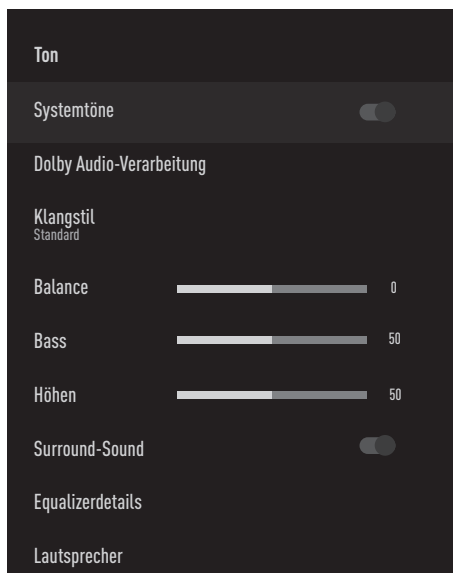 Ton
Systemtöne
Dolby Audio-Verarbeitung
Klangstil
Standard
Balance 0
Bass 50
Höhen 50
Surround-Sound
Equalizerdetails
Lautsprecher